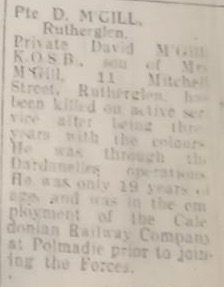 Pte D. M'GILL,
Rutherglen.
Private David M'Gill
K.O.S.B., son of Mrs
M'Gill, 11 Mitchell
Street, Rutherglen, has
been killed on active ser-
vice after being three
years with the colours.
He was through the
Dardanelles operations.
He was only 19 years of
age, and was in the em-
ployment of the Cale-
donian Railway Company
at Polmadie prior to join-
ing the Forces.